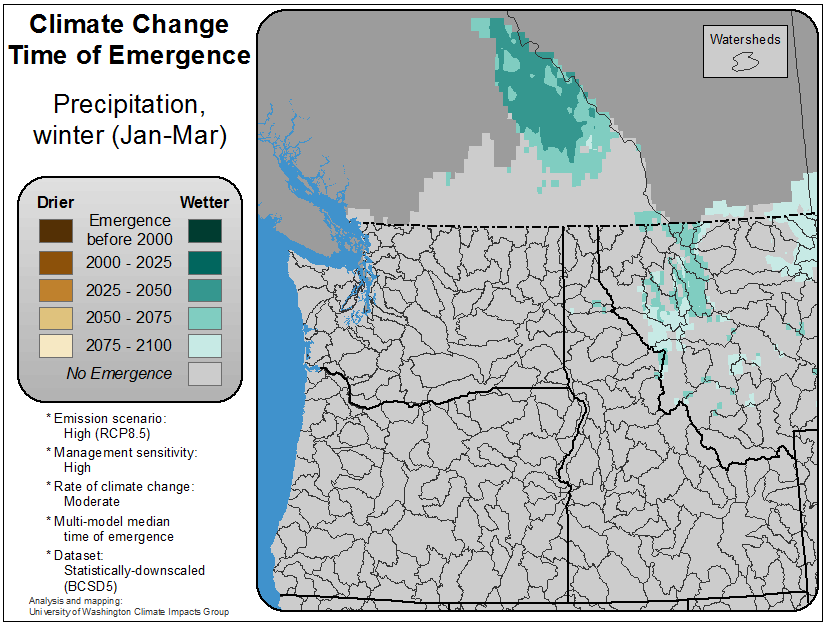 Climate Change
Time of Emergence
Precipitation,
winter (Jan-Mar)
Watersheds
Drier
Wetter
Emergence
before 2000
2000 - 2025
2025 - 2050
2050 - 2075
2075 - 2100
No Emergence
* Emission scenario:
High (RCP8.5)
* Management sensitivity:
High
* Rate of climate change:
Moderate
* Multi-model median
time of emergence
* Dataset:
Statistically-downscaled
(BCSD5)
Analysis and mapping:
University of Washington Climate Impacts Group